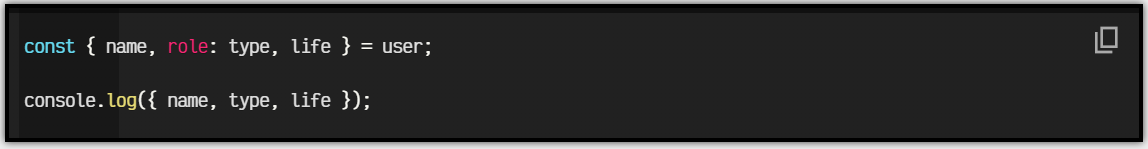 const { name, role: type, life } = user;
console.log({ name, type, life });